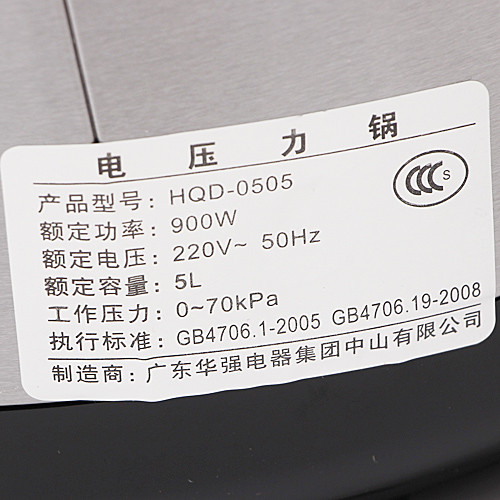 电压力锅
产品型号: HQD-0505
额定功率: 900W
额定电压: 220V~ 50Hz
额定容量: 5L
工作压力: 0~70kPa
执行标准: GB4706.1-2005 GB4706.19-2008
制造商: 广东华强电器集团中山有限公司
CCC S